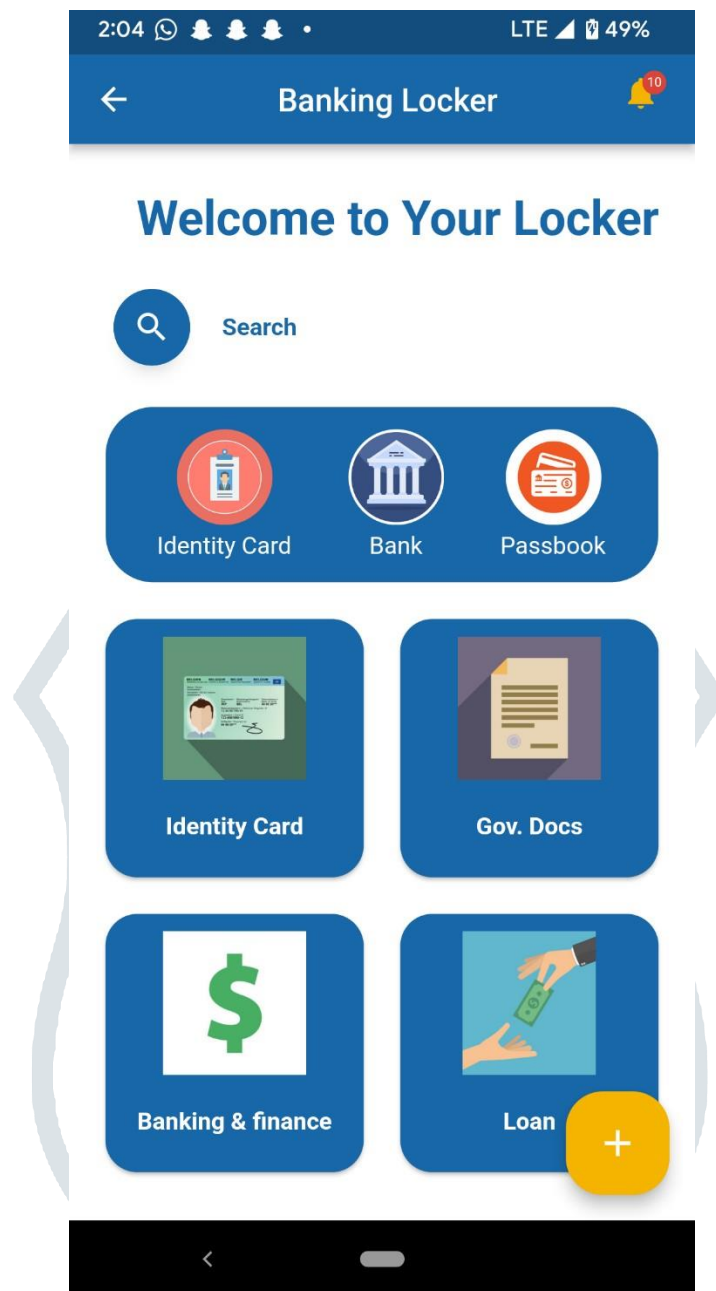 2:04 LTE 49%
Banking Locker 10
Welcome to Your Locker
Search
Identity Card Bank Passbook
Identity Card Gov. Docs
$
Banking & finance Loan
+